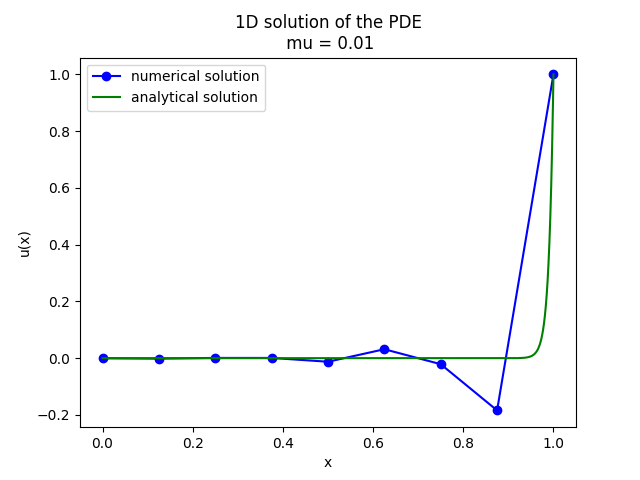 1D solution of the PDE
mu = 0.01
numerical solution
analytical solution
1.0
0.8
0.6
0.4
0.2
0.0
−0.2
u(x)
0.0 0.2 0.4 0.6 0.8 1.0
x